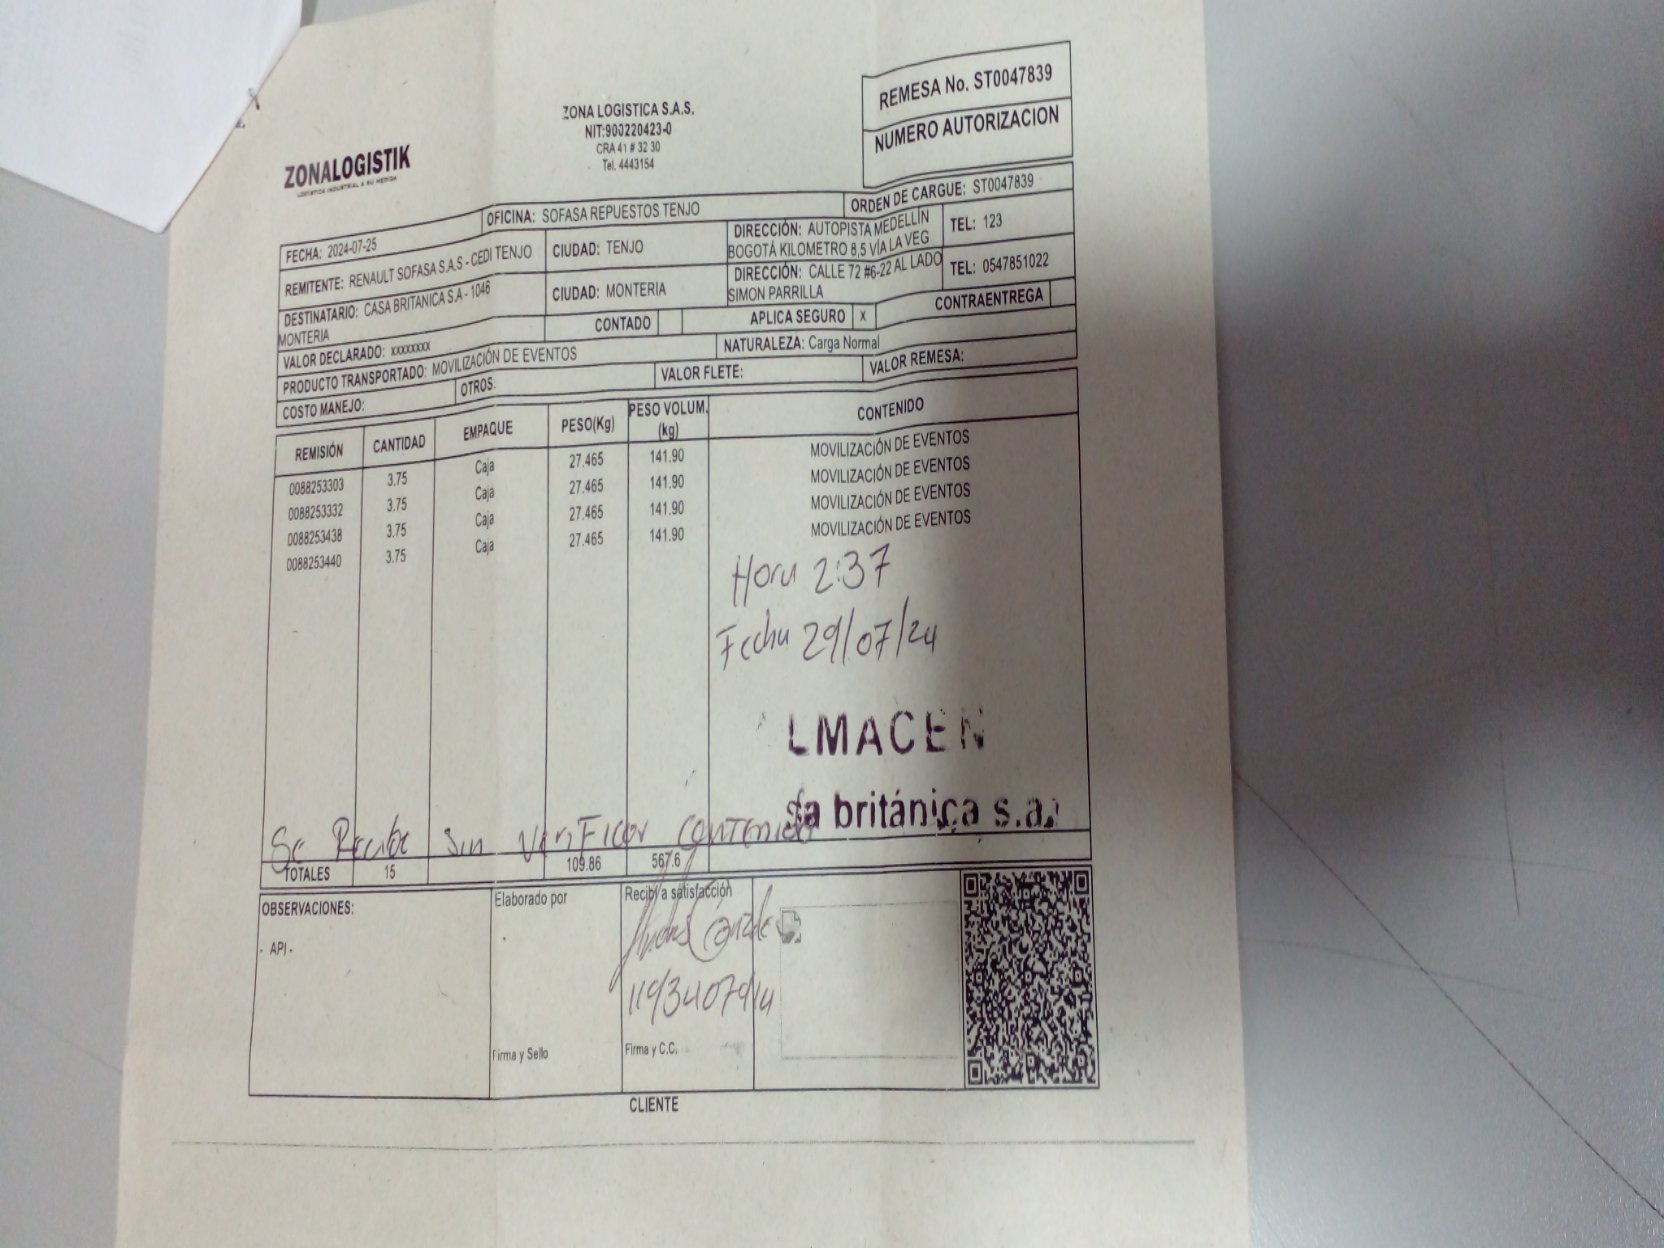 REMESA No. ST0047839
NUMERO AUTORIZACION
ZONA LOGISTICA S.A.S.
NIT:900220423-0
CRA 41 # 32 30
Tel. 4443154
ZONALOGISTIK
LOGISTICA INDUSTRIAL A SU MEDIDA
FECHA: 2024-07-25
OFICINA: SOFASA REPUESTOS TENJO
ORDEN DE CARGUE: ST0047839
REMITENTE: RENAULT SOFASA S.A.S - CEDI TENJO
CIUDAD: TENJO
DIRECCIÓN: AUTOPISTA MEDELLÍN
BOGOTÁ KILOMETRO 8,5 VÍA LA VEG
TEL: 123
DESTINATARIO: CASA BRITANICA S.A - 1046
MONTERIA
CIUDAD: MONTERIA
DIRECCIÓN: CALLE 72 #6-22 AL LADO
SIMON PARRILLA
TEL: 0547851022
VALOR DECLARADO: xxxxxxxx
CONTADO
APLICA SEGURO x
CONTRAENTREGA
PRODUCTO TRANSPORTADO: MOVILIZACIÓN DE EVENTOS
NATURALEZA: Carga Normal
COSTO MANEJO:
OTROS:
VALOR FLETE:
VALOR REMESA:
REMISIÓN CANTIDAD EMPAQUE PESO(Kg) PESO VOLUM. (kg) CONTENIDO
0088253303 3.75 Caja 27.465 141.90 MOVILIZACIÓN DE EVENTOS
0088253332 3.75 Caja 27.465 141.90 MOVILIZACIÓN DE EVENTOS
0088253438 3.75 Caja 27.465 141.90 MOVILIZACIÓN DE EVENTOS
0088253440 3.75 Caja 27.465 141.90 MOVILIZACIÓN DE EVENTOS
Hora 2:37
Fecha 29/07/24
LMACEN
sa británica s.a.
Se Recibe Sin Verificar Contenido
TOTALES 15 109.86 567.6
OBSERVACIONES:
- API -
Elaborado por
Firma y Sello
Recibí a satisfacción
1193407914
Firma y C.C.
CLIENTE